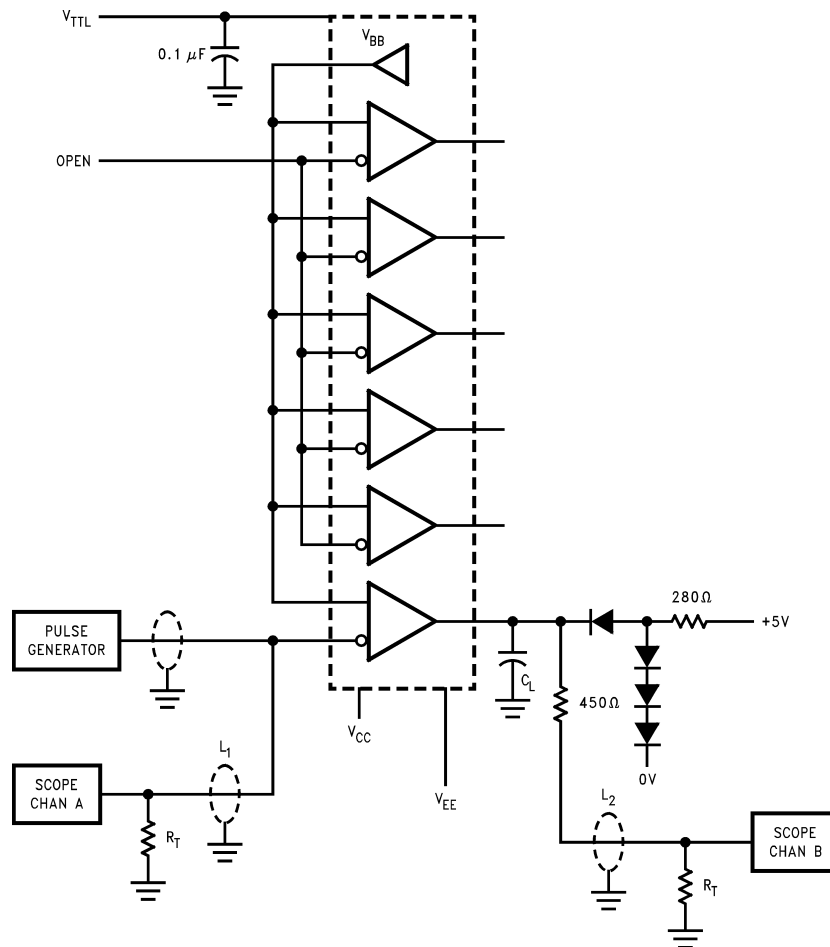 V_TTL
V_BB
0.1 μF
OPEN
280Ω
+5V
PULSE
GENERATOR
C_L
450Ω
V_CC
L_1
0V
SCOPE
CHAN A
V_EE
L_2
R_T
SCOPE
CHAN B
R_T